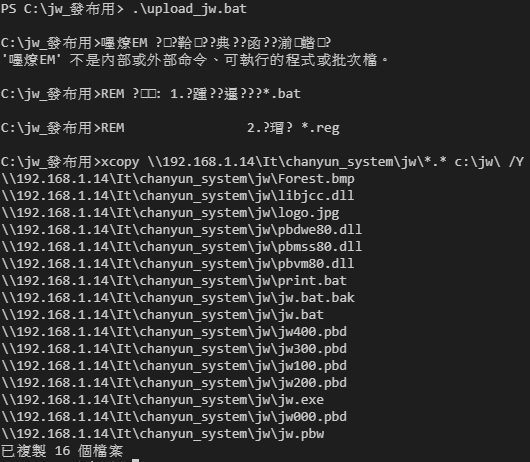 PS C:\jw_發布用> .\upload_jw.bat
C:\jw_發布用>嚜燎EM ?□?鞈□??典??函??湔□鍇□?
'嚜燎EM' 不是內部或外部命令、可執行的程式或批次檔。
C:\jw_發布用>REM ?□□: 1.?踵??暹???*.bat
C:\jw_發布用>REM 2.?瑁? *.reg
C:\jw_發布用>xcopy \\192.168.1.14\It\chanyun_system\jw\*.* c:\jw\ /Y
\\192.168.1.14\It\chanyun_system\jw\Forest.bmp
\\192.168.1.14\It\chanyun_system\jw\libjcc.dll
\\192.168.1.14\It\chanyun_system\jw\logo.jpg
\\192.168.1.14\It\chanyun_system\jw\pbdwe80.dll
\\192.168.1.14\It\chanyun_system\jw\pbmss80.dll
\\192.168.1.14\It\chanyun_system\jw\pbvm80.dll
\\192.168.1.14\It\chanyun_system\jw\print.bat
\\192.168.1.14\It\chanyun_system\jw\jw.bat.bak
\\192.168.1.14\It\chanyun_system\jw\jw.bat
\\192.168.1.14\It\chanyun_system\jw\jw400.pbd
\\192.168.1.14\It\chanyun_system\jw\jw300.pbd
\\192.168.1.14\It\chanyun_system\jw\jw100.pbd
\\192.168.1.14\It\chanyun_system\jw\jw200.pbd
\\192.168.1.14\It\chanyun_system\jw\jw.exe
\\192.168.1.14\It\chanyun_system\jw\jw000.pbd
\\192.168.1.14\It\chanyun_system\jw\jw.pbw
已複製 16 個檔案